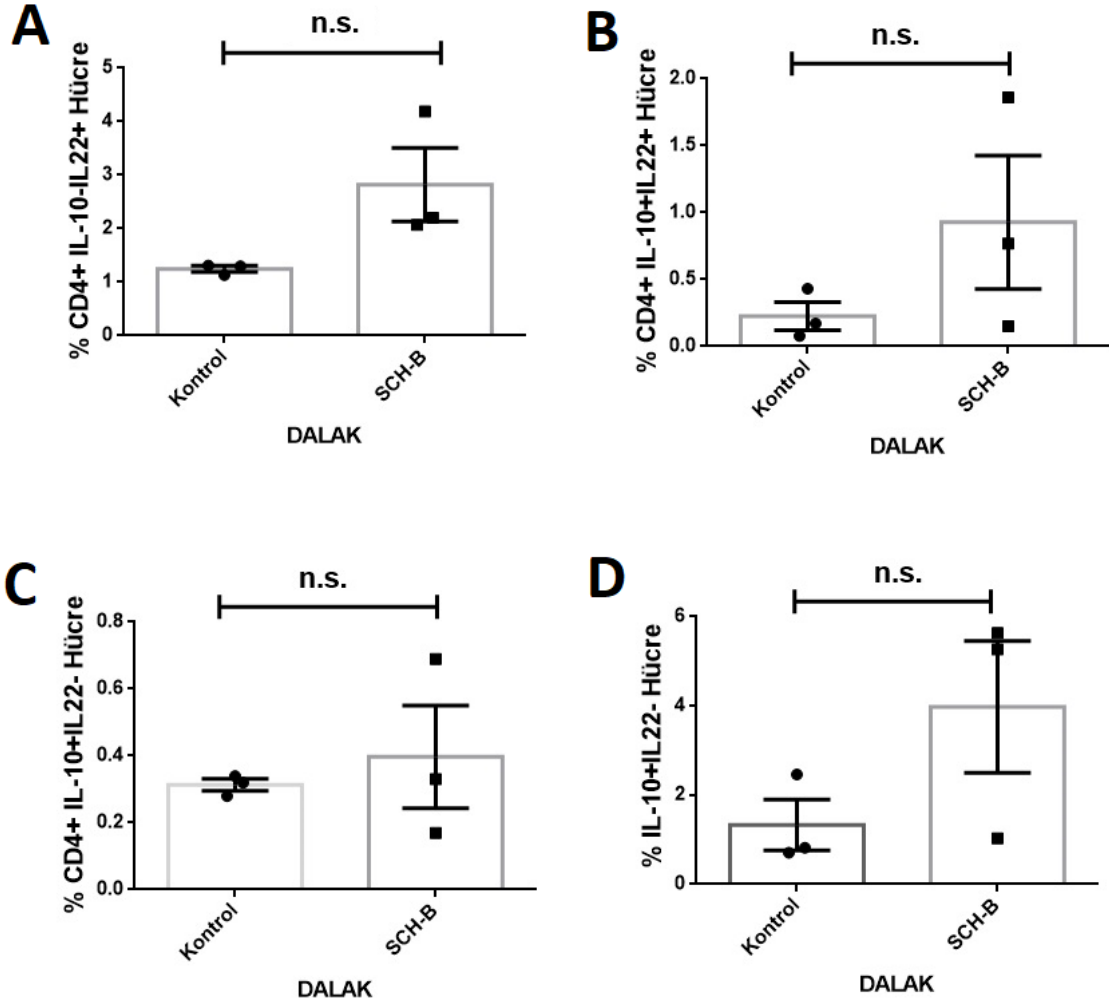 A
n.s.
% CD4+ IL-10-IL22+ Hücre
5
4
3
2
1
0
Kontrol
SCH-B
DALAK
B
n.s.
% CD4+ IL-10+IL22+ Hücre
2.0
1.5
1.0
0.5
0.0
Kontrol
SCH-B
DALAK
C
n.s.
% CD4+ IL-10+IL22- Hücre
0.8
0.6
0.4
0.2
0.0
Kontrol
SCH-B
DALAK
D
n.s.
% IL-10+IL22- Hücre
6
4
2
0
Kontrol
SCH-B
DALAK